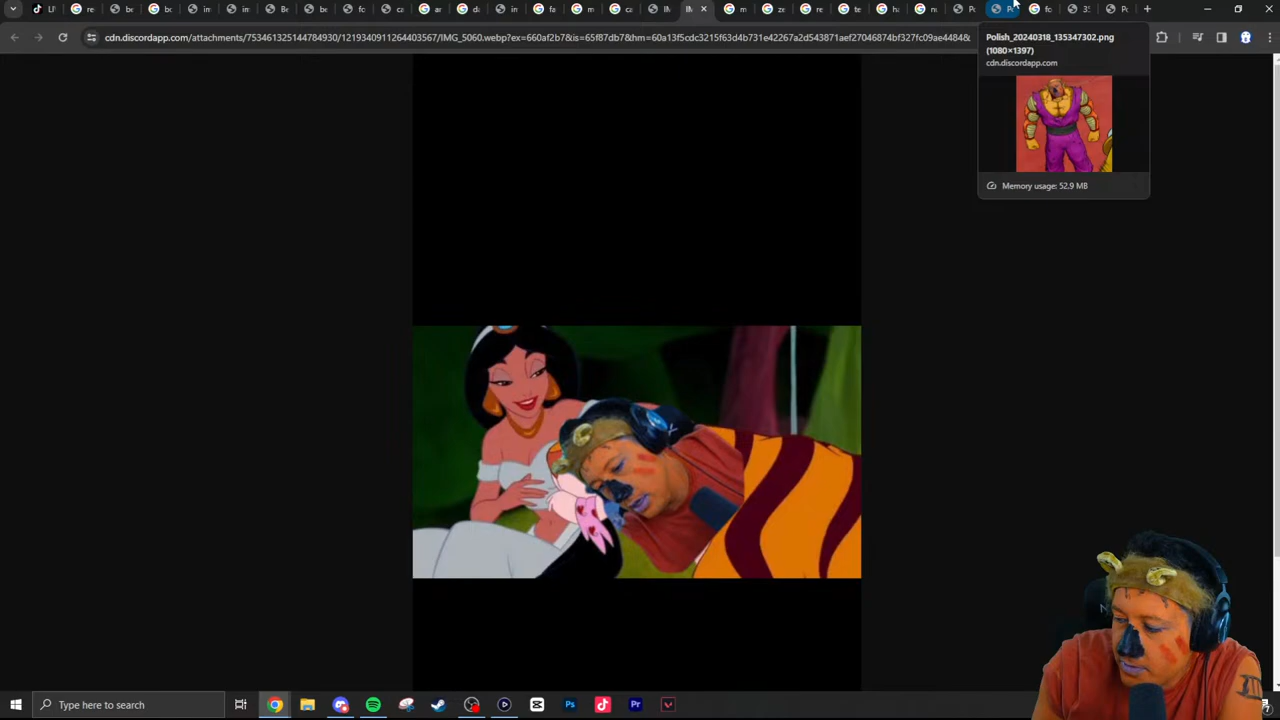 cdn.discordapp.com/attachments/753461325144784930/1219340911264403567/IMG_5060.webp?ex=660af2b7&is=65f87db7&hm=60a13f5cdc3215f63d4b731e42267a2d543871aef27046874bf327fc09ae44848&
Polish_20240318_135347302.png
(1080×1397)
cdn.discordapp.com
Memory usage: 52.9 MB
Type here to search